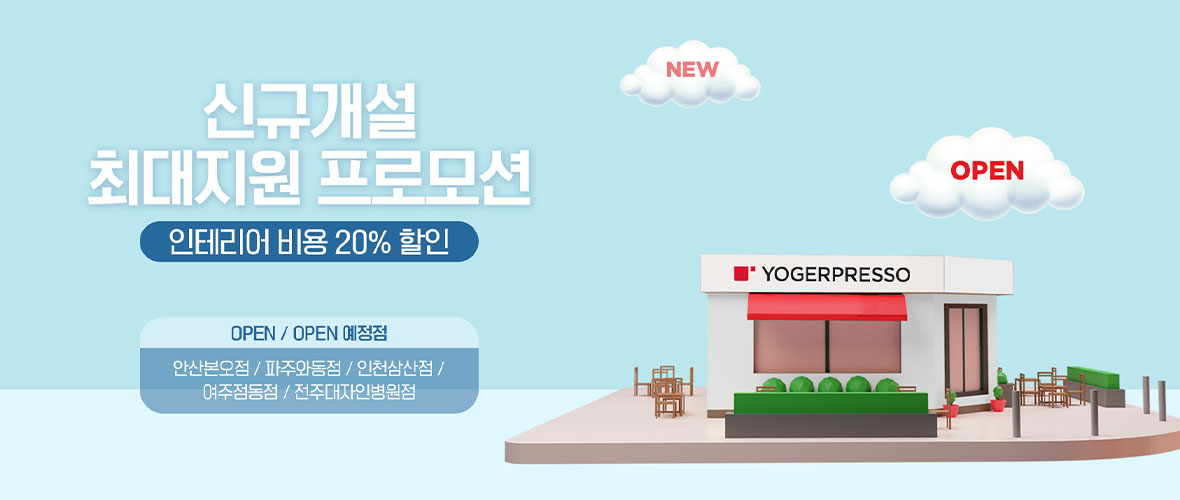 신규개설
최대지원 프로모션
인테리어 비용 20% 할인
OPEN / OPEN 예정점
안산본오점 / 파주와동점 / 인천삼산점 /
여주점동점 / 전주대자인병원점
NEW
OPEN
YOGERPRESSO